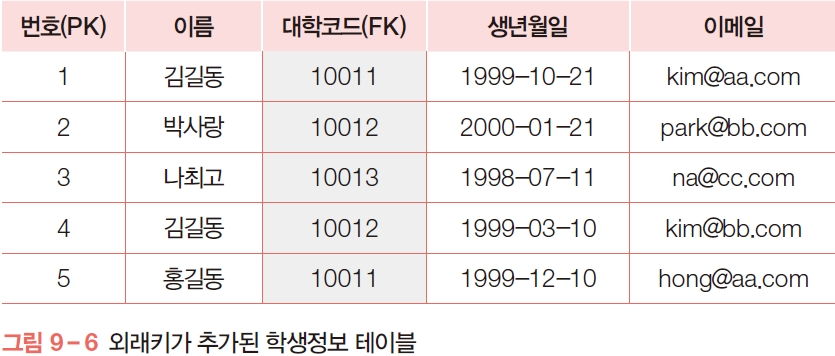 번호(PK) 이름 대학코드(FK) 생년월일 이메일
1 김길동 10011 1999-10-21 kim@aa.com
2 박사랑 10012 2000-01-21 park@bb.com
3 나최고 10013 1998-07-11 na@cc.com
4 김길동 10012 1999-03-10 kim@bb.com
5 홍길동 10011 1999-12-10 hong@aa.com
그림 9-6 외래키가 추가된 학생정보 테이블